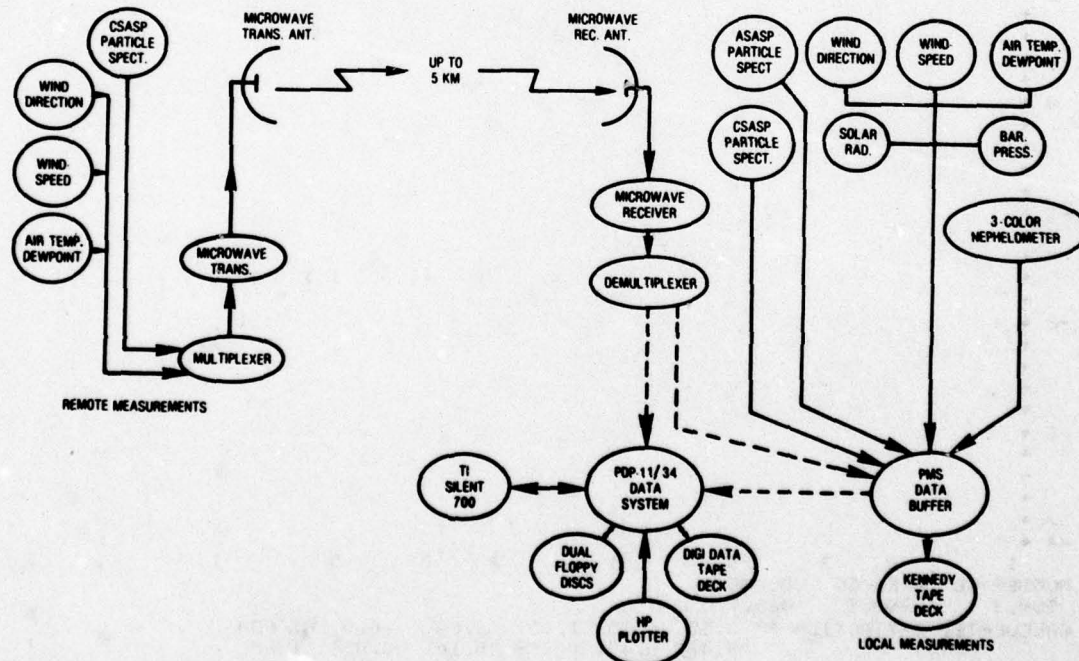 CSASP
PARTICLE
SPECT.
WIND
DIRECTION
WIND-
SPEED
AIR TEMP.
DEWPOINT
MICROWAVE
TRANS. ANT.
MICROWAVE
TRANS.
MULTIPLEXER
REMOTE MEASUREMENTS
UP TO
5 KM
MICROWAVE
REC. ANT.
MICROWAVE
RECEIVER
DEMULTIPLEXER
ASASP
PARTICLE
SPECT
WIND
DIRECTION
WIND-
SPEED
AIR TEMP.
DEWPOINT
CSASP
PARTICLE
SPECT.
SOLAR
RAD.
BAR.
PRESS.
3-COLOR
NEPHELOMETER
TI
SILENT
700
PDP-11/34
DATA
SYSTEM
PMS
DATA
BUFFER
DUAL
FLOPPY
DISCS
HP
PLOTTER
DIGI DATA
TAPE
DECK
KENNEDY
TAPE
DECK
LOCAL MEASUREMENTS